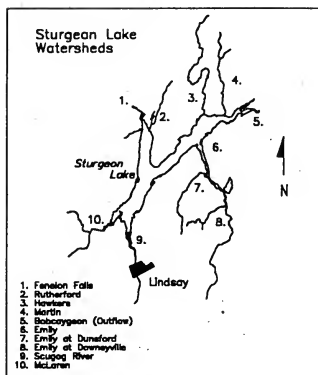 Sturgeon Lake
Watersheds
1.
2.
3.
4.
5.
6.
7.
8.
9.
10.
Sturgeon
Lake
N
Lindsay
1. Fenelon Falls
2. Rutherford
3. Hawkers
4. Martin
5. Bobcaygeon (Outflow)
6. Emily
7. Emily at Dunsford
8. Emily at Downeyville
9. Scugog River
10. McLaren